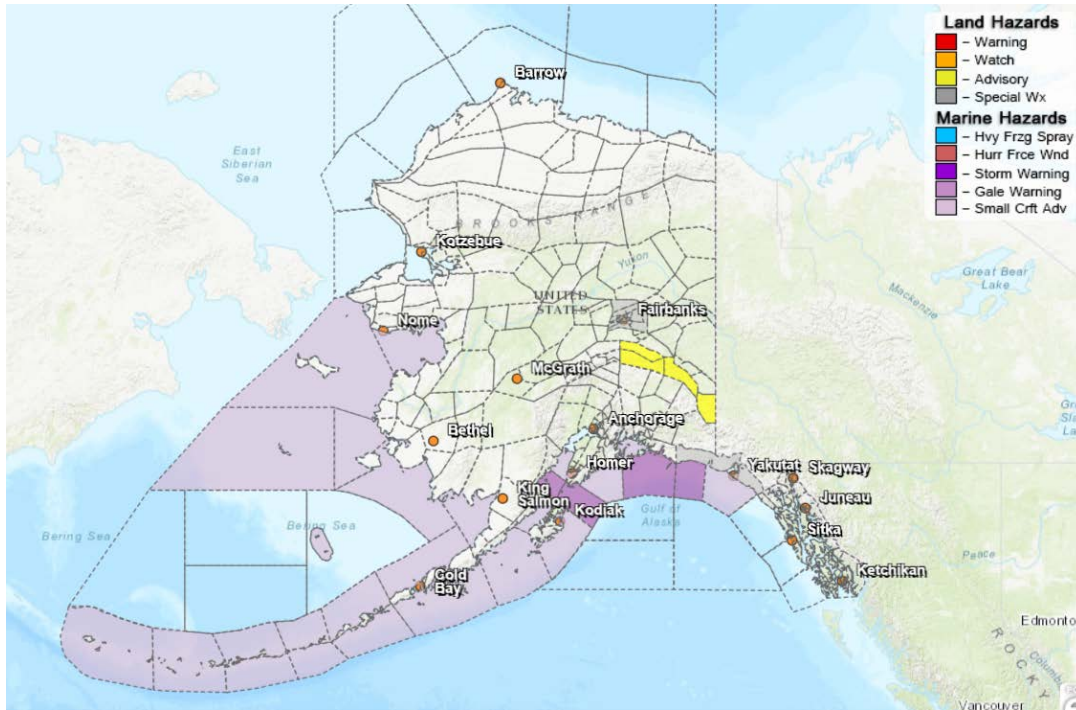 Land Hazards
– Warning
– Watch
– Advisory
– Special Wx
Marine Hazards
– Hvy Frzg Spray
– Hurr Frce Wnd
– Storm Warning
– Gale Warning
– Small Crft Adv
Barrow
East
Siberian
Sea
BROOKS RANGE
Kotzebue
Yukon
Great Bear
Lake
Mackenzie
UNITED
STATES
Fairbanks
Nome
McGrath
Anchorage
Bethel
Homer
Yakutat
Skagway
King
Salmon
Kodiak
Juneau
Gulf of
Alaska
Sitka
Bering Sea
Bering Sea
Peace
Gold
Bay
Ketchikan
Edmonto
ROCKY
Columbia
Vancouver